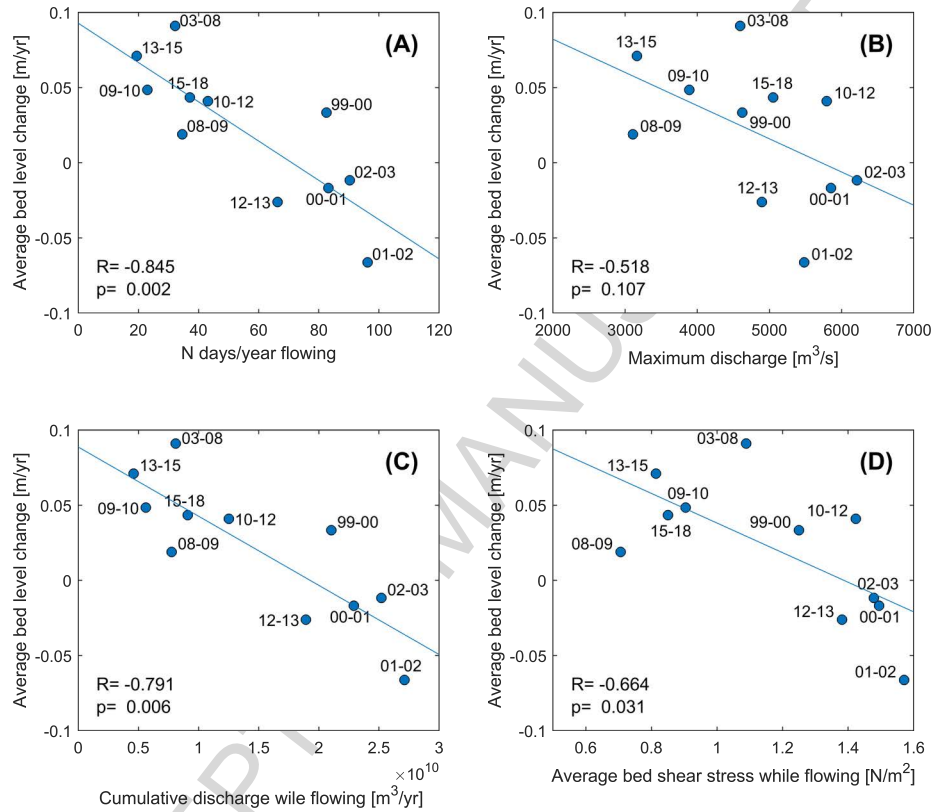 (A)
Average bed level change [m/yr]
0.1
0.05
0
-0.05
-0.1
03-08
13-15
09-10
15-18
10-12
99-00
08-09
02-03
12-13
00-01
01-02
R= -0.845
p= 0.002
0 20 40 60 80 100 120
N days/year flowing
(B)
Average bed level change [m/yr]
0.1
0.05
0
-0.05
-0.1
03-08
13-15
09-10
15-18
10-12
99-00
08-09
02-03
12-13
00-01
01-02
R= -0.518
p= 0.107
2000 3000 4000 5000 6000 7000
Maximum discharge [m³/s]
(C)
Average bed level change [m/yr]
0.1
0.05
0
-0.05
-0.1
03-08
13-15
09-10
15-18
10-12
99-00
08-09
02-03
12-13
00-01
01-02
R= -0.791
p= 0.006
0 0.5 1 1.5 2 2.5 3
×10¹⁰
Cumulative discharge wile flowing [m³/yr]
(D)
Average bed level change [m/yr]
0.1
0.05
0
-0.05
-0.1
03-08
13-15
09-10
15-18
99-00
10-12
08-09
02-03
12-13
00-01
01-02
R= -0.664
p= 0.031
0.6 0.8 1 1.2 1.4 1.6
Average bed shear stress while flowing [N/m²]